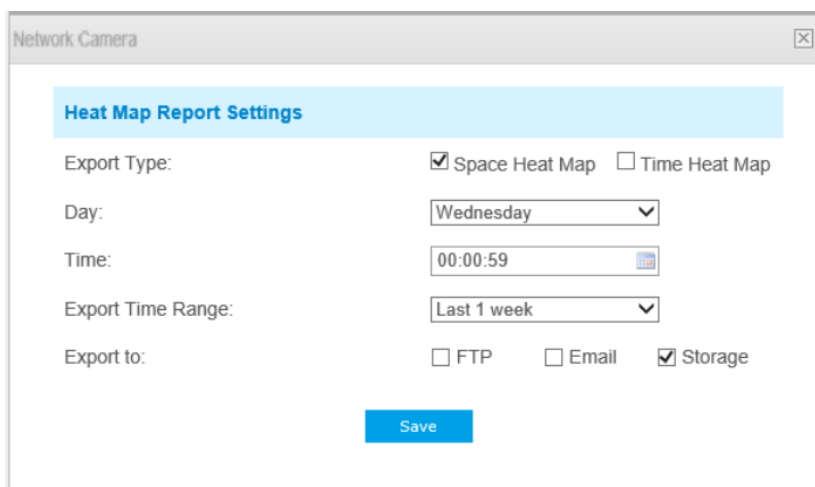 Network Camera
Heat Map Report Settings
Export Type: Space Heat Map Time Heat Map
Day: Wednesday
Time: 00:00:59
Export Time Range: Last 1 week
Export to: FTP Email Storage
Save